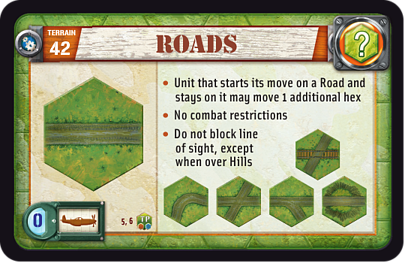 TERRAIN
42
ROADS
?
• Unit that starts its move on a Road and
stays on it may move 1 additional hex
• No combat restrictions
• Do not block line
of sight, except
when over Hills
0
5, 6